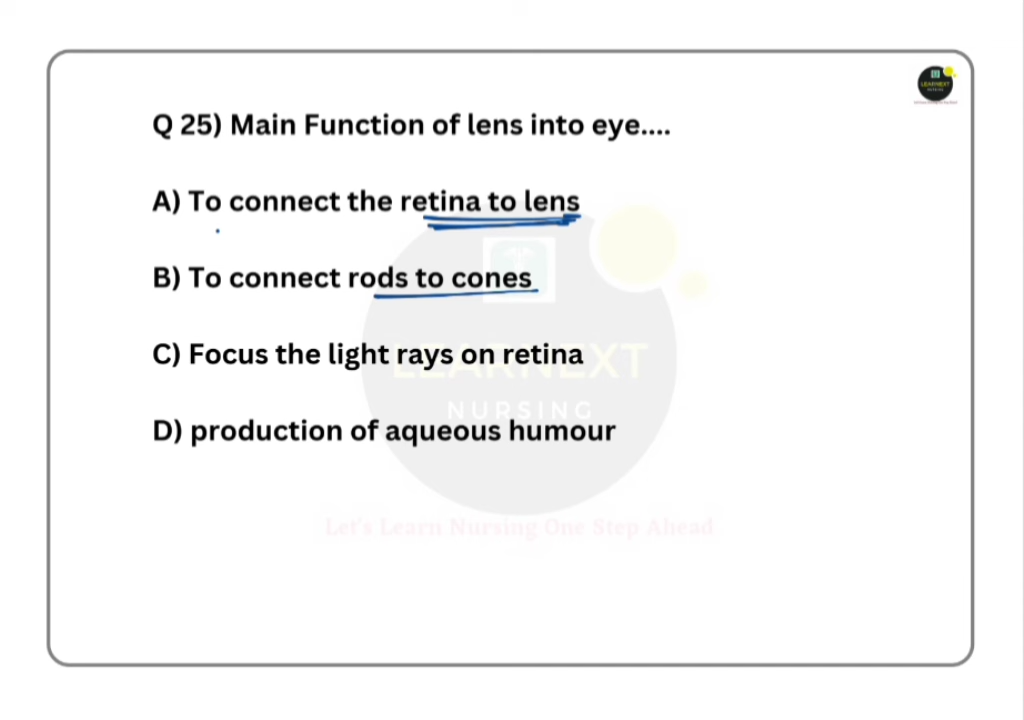 Q 25) Main Function of lens into eye....
A) To connect the retina to lens
B) To connect rods to cones
C) Focus the light rays on retina
D) production of aqueous humour
LEARNEXT
NURSING
Let's Learn Nursing One Step Ahead
LEARNEXT